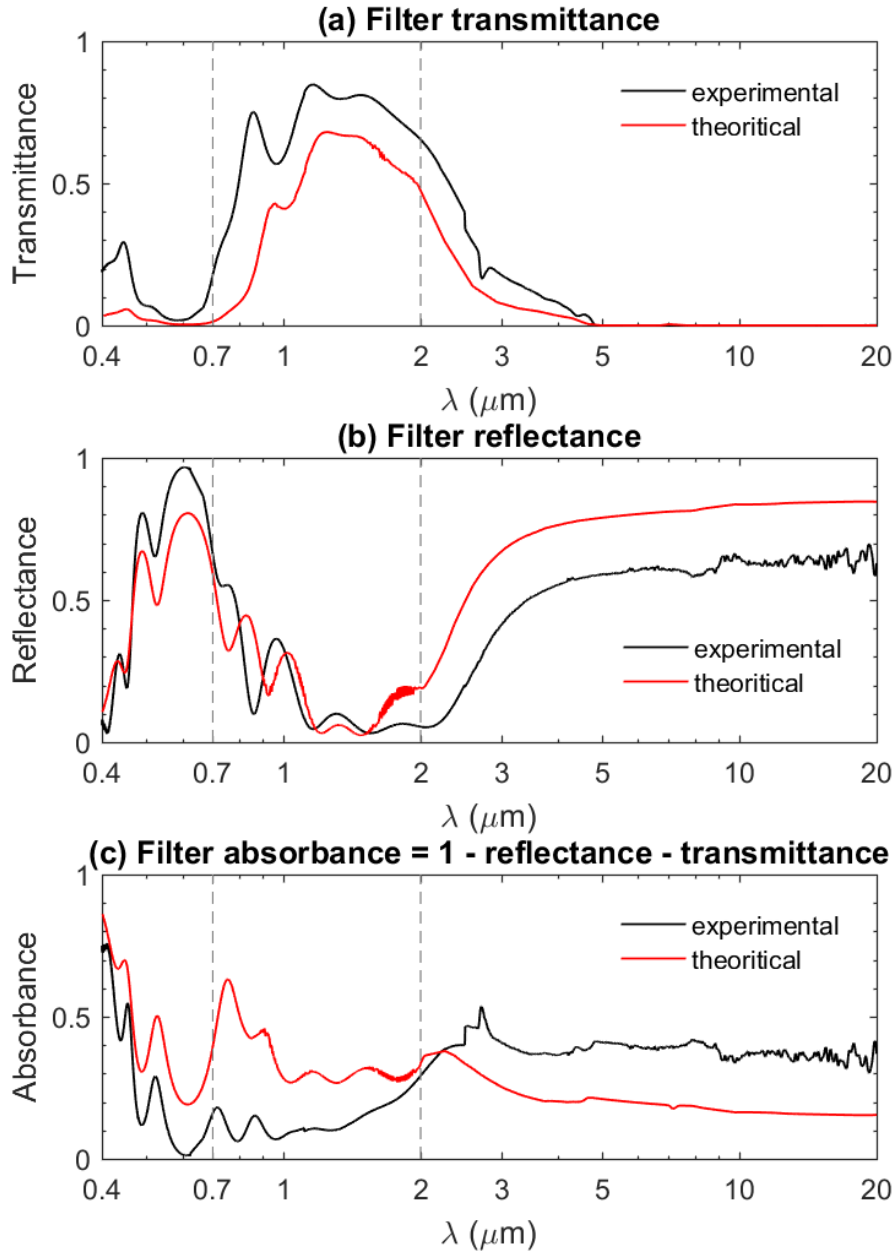 (a) Filter transmittance
1
experimental
theoritical
0.5
Transmittance
0
0.4 0.7 1 2 3 5 10 20
λ (μm)
(b) Filter reflectance
1
0.5
Reflectance
experimental
theoritical
0
0.4 0.7 1 2 3 5 10 20
λ (μm)
(c) Filter absorbance = 1 - reflectance - transmittance
1
experimental
theoritical
0.5
Absorbance
0
0.4 0.7 1 2 3 5 10 20
λ (μm)